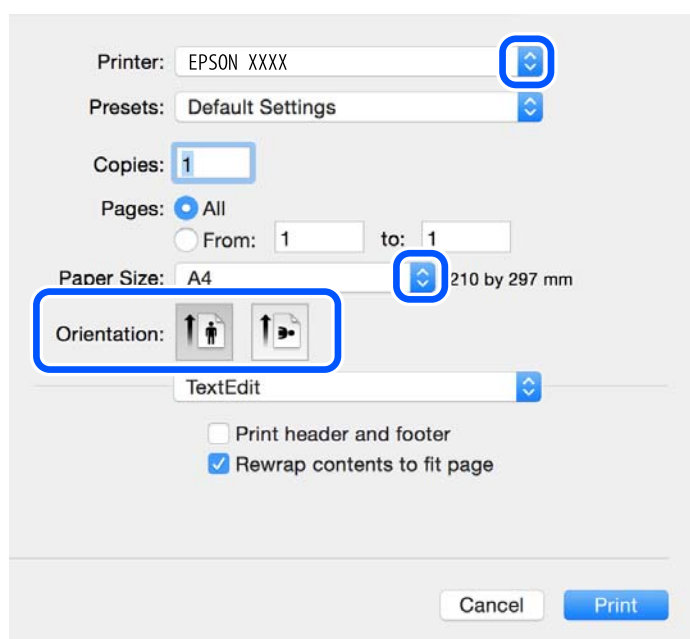 Printer: EPSON XXXX
Presets: Default Settings
Copies: 1
Pages: All
From: 1 to: 1
Paper Size: A4 210 by 297 mm
Orientation:
TextEdit
Print header and footer
Rewrap contents to fit page
Cancel Print